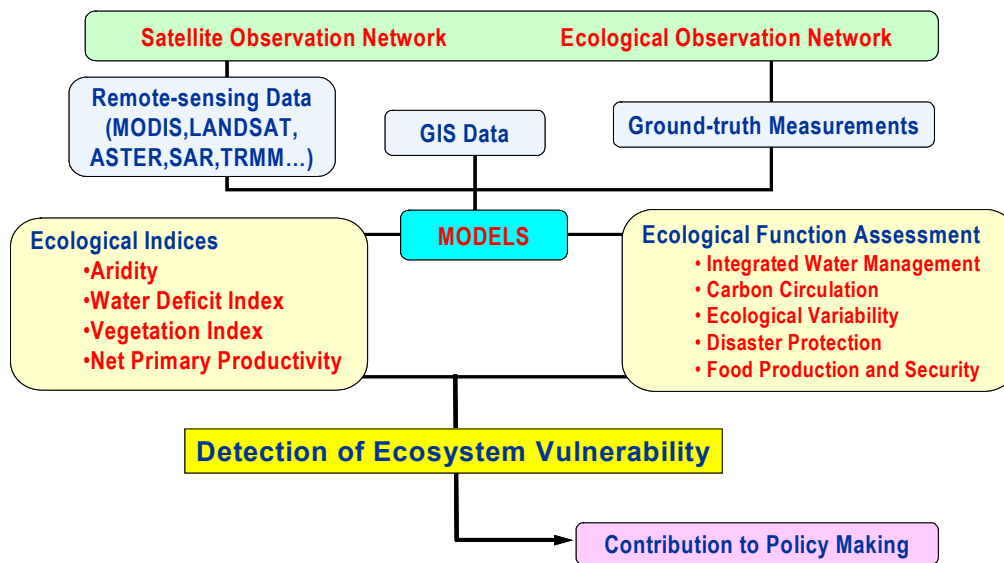 Satellite Observation Network
Ecological Observation Network
Remote-sensing Data
(MODIS,LANDSAT,
ASTER,SAR,TRMM…)
GIS Data
Ground-truth Measurements
MODELS
Ecological Indices
•Aridity
•Water Deficit Index
•Vegetation Index
•Net Primary Productivity
Ecological Function Assessment
• Integrated Water Management
• Carbon Circulation
• Ecological Variability
• Disaster Protection
• Food Production and Security
Detection of Ecosystem Vulnerability
Contribution to Policy Making